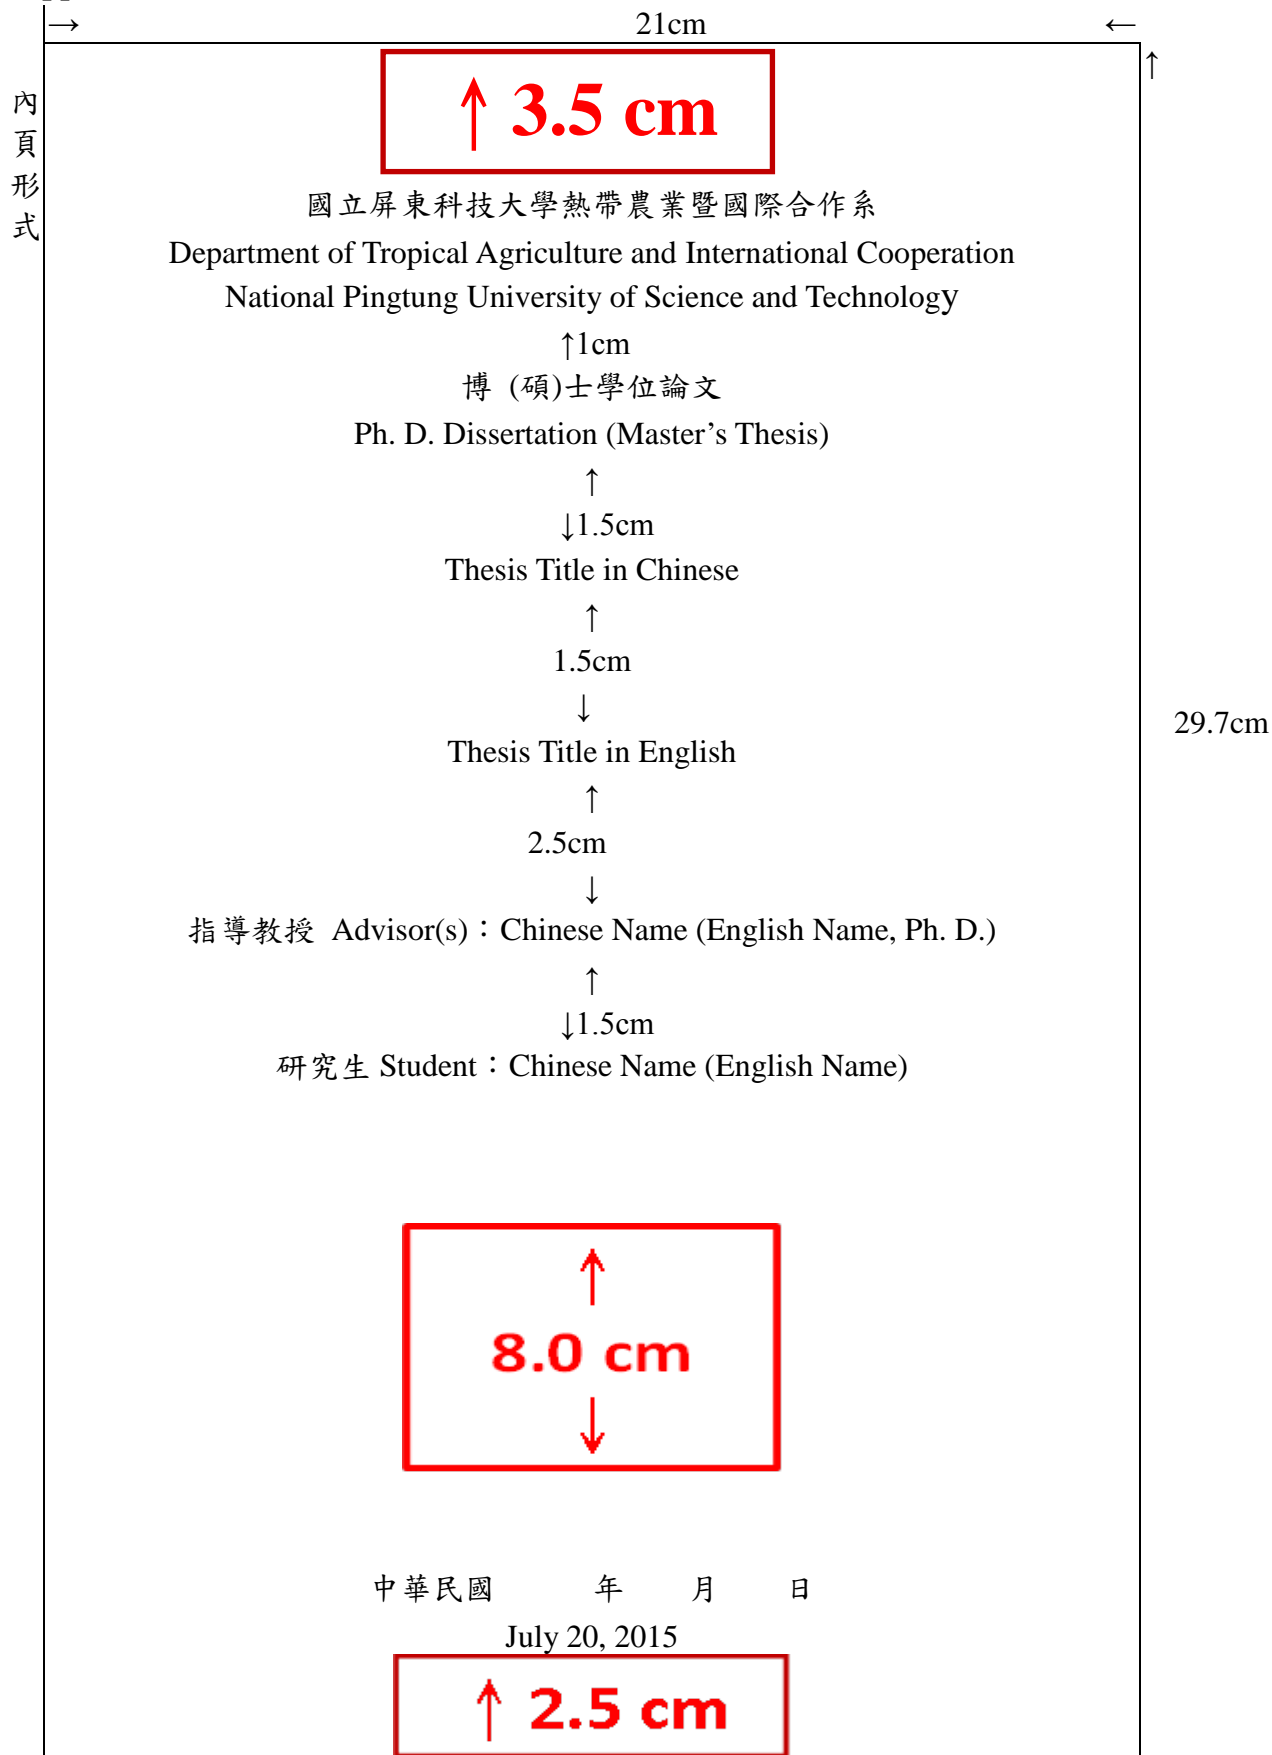 → 21cm ←
↑
內頁形式
↑ 3.5 cm
國立屏東科技大學熱帶農業暨國際合作系
Department of Tropical Agriculture and International Cooperation
National Pingtung University of Science and Technology
↑1cm
博 (碩)士學位論文
Ph. D. Dissertation (Master’s Thesis)
↑
↓1.5cm
Thesis Title in Chinese
↑
1.5cm
↓
29.7cm
Thesis Title in English
↑
2.5cm
↓
指導教授 Advisor(s)：Chinese Name (English Name, Ph. D.)
↑
↓1.5cm
研究生 Student：Chinese Name (English Name)
↑
8.0 cm
↓
中華民國 年 月 日
July 20, 2015
↑ 2.5 cm